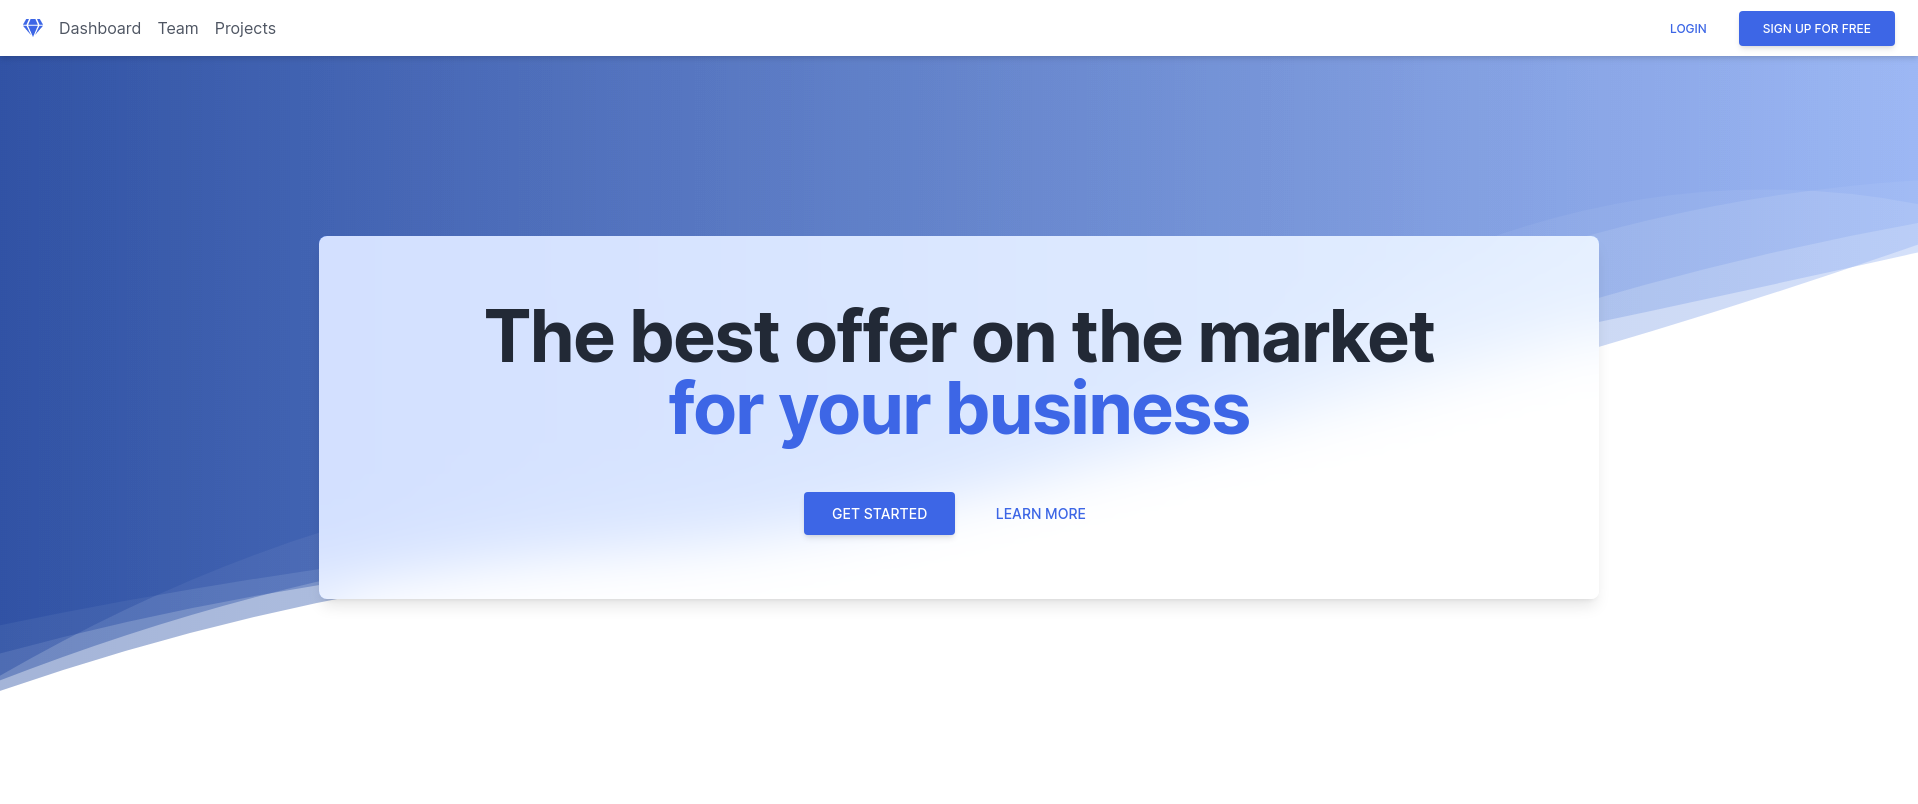 Dashboard Team Projects LOGIN SIGN UP FOR FREE
The best offer on the market
for your business
GET STARTED LEARN MORE